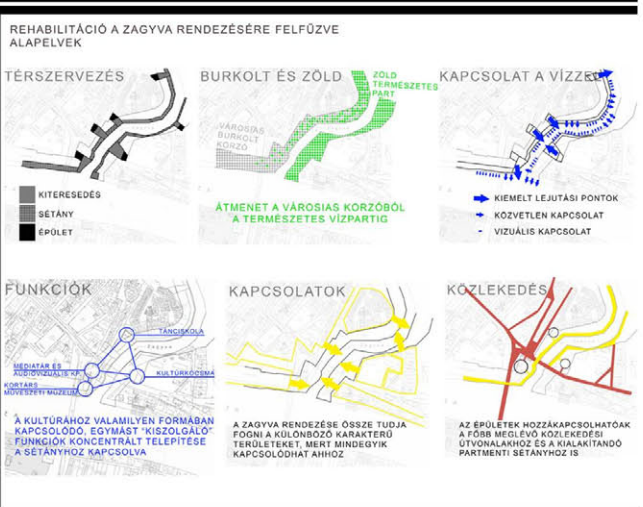 REHABILITÁCIÓ A ZAGYVA RENDEZÉSÉRE FELFŰZVE
ALAPELVEK
TÉRSZERVEZÉS
KITERESEDÉS
SÉTÁNY
ÉPÜLET
BURKOLT ÉS ZÖLD
ZÖLD
TERMÉSZETES
PART
VÁROSIAS
BURKOLT
KORZÓ
ÁTMENET A VÁROSIAS KORZÓBÓL
A TERMÉSZETES VÍZPARTIG
KAPCSOLAT A VÍZZEL
KIEMELT LEJUTÁSI PONTOK
KÖZVETLEN KAPCSOLAT
VIZUÁLIS KAPCSOLAT
FUNKCIÓK
TÁNCISKOLA
MÉDIATÁR ÉS
AUDIOVIZUÁLIS KP.
KULTÚRKOCSMA
KORTÁRS
MŰVÉSZETI MÚZEUM
A KULTÚRÁHOZ VALAMILYEN FORMÁBAN
KAPCSOLÓDÓ, EGYMÁST "KISZOLGÁLÓ"
FUNKCIÓK KONCENTRÁLT TELEPÍTÉSE
A SÉTÁNYHOZ KAPCSOLVA
KAPCSOLATOK
A ZAGYVA RENDEZÉSE ÖSSZE TUDJA
FOGNI A KÜLÖNBÖZŐ KARAKTERŰ
TERÜLETEKET, MERT MINDEGYIK
KAPCSOLÓDHAT AHHOZ
KÖZLEKEDÉS
AZ ÉPÜLETEK HOZZÁKAPCSOLHATÓAK
A FŐBB MEGLÉVŐ KÖZLEKEDÉSI
ÚTVONALAKHOZ ÉS A KIALAKÍTANDÓ
PARTMENTI SÉTÁNYHOZ IS